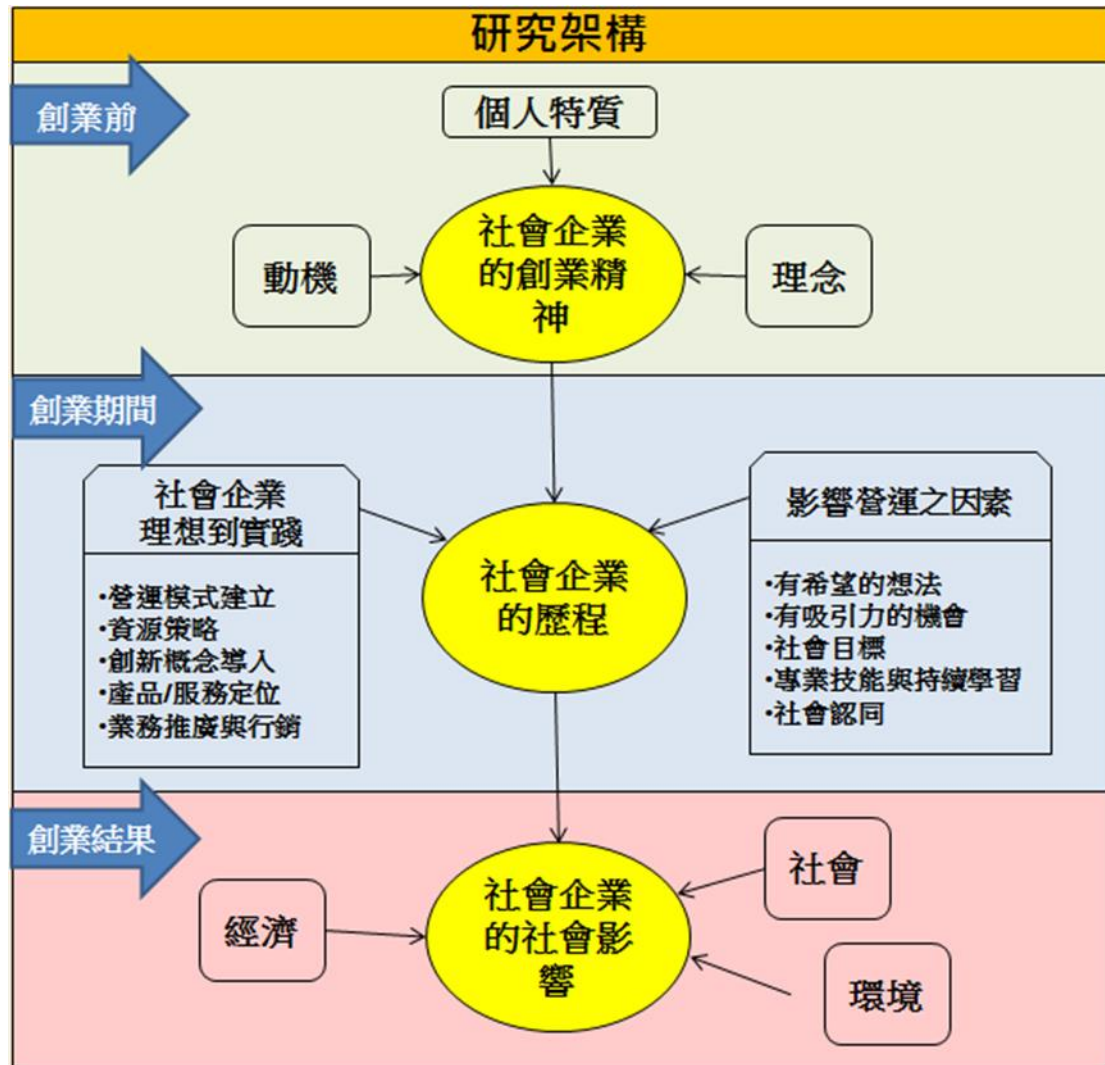 研究架構
創業前
個人特質
動機
社會企業
的創業精
神
理念
創業期間
社會企業
理想到實踐
•營運模式建立
•資源策略
•創新概念導入
•產品/服務定位
•業務推廣與行銷
社會企業
的歷程
影響營運之因素
•有希望的想法
•有吸引力的機會
•社會目標
•專業技能與持續學習
•社會認同
創業結果
經濟
社會企業
的社會影
響
社會
環境